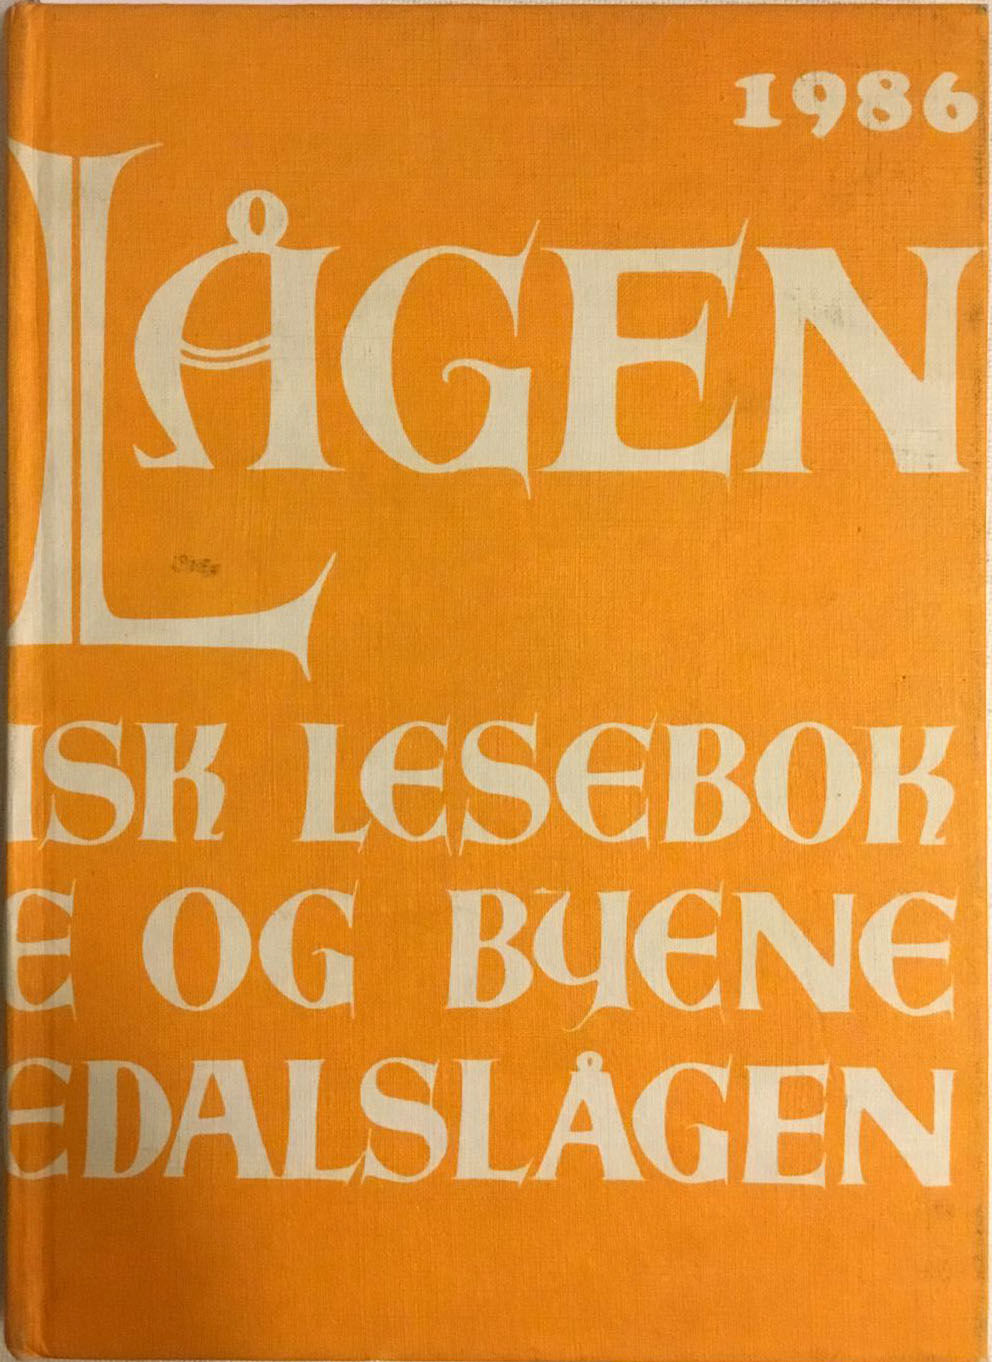 1986
LÅGEN
ISK LESEBOK
E OG BYENE
EDALSLÅGEN